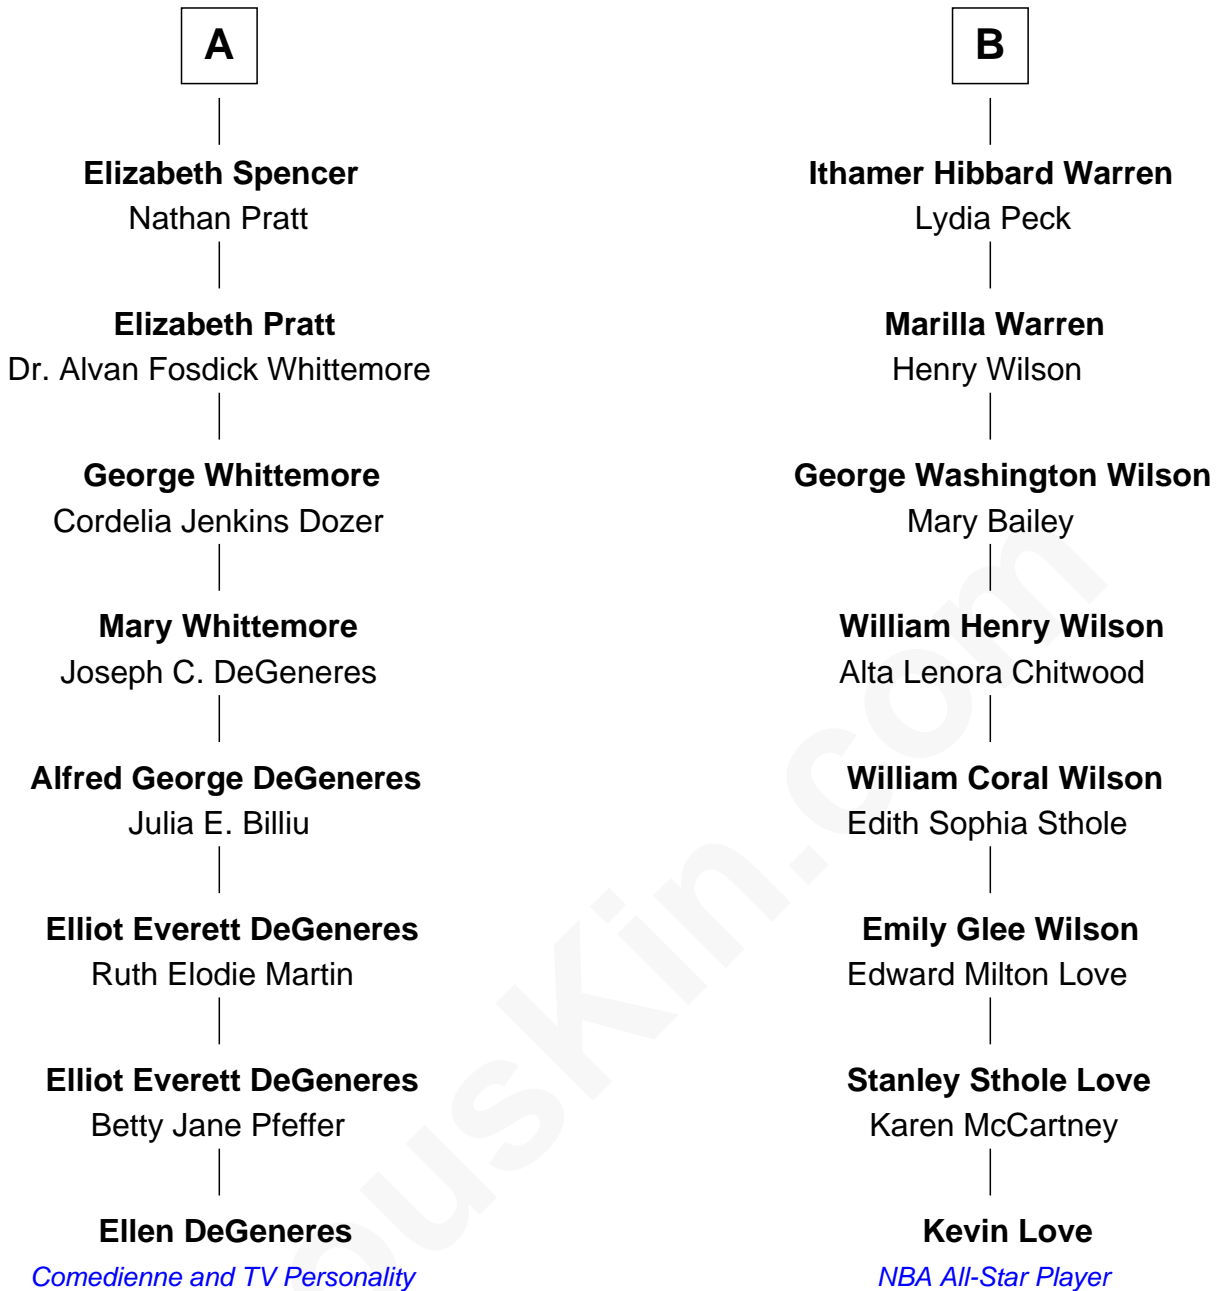 A
Elizabeth Spencer
Nathan Pratt
Elizabeth Pratt
Dr. Alvan Fosdick Whittemore
George Whittemore
Cordelia Jenkins Dozer
Mary Whittemore
Joseph C. DeGeneres
Alfred George DeGeneres
Julia E. Billiu
Elliot Everett DeGeneres
Ruth Elodie Martin
Elliot Everett DeGeneres
Betty Jane Pfeffer
Ellen DeGeneres
Comedienne and TV Personality
B
Ithamer Hibbard Warren
Lydia Peck
Marilla Warren
Henry Wilson
George Washington Wilson
Mary Bailey
William Henry Wilson
Alta Lenora Chitwood
William Coral Wilson
Edith Sophia Sthole
Emily Glee Wilson
Edward Milton Love
Stanley Sthole Love
Karen McCartney
Kevin Love
NBA All-Star Player
ousKin.com